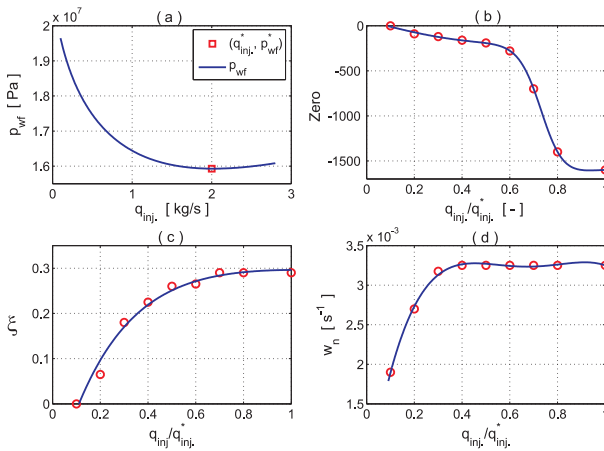 ( a )
x 10^7
2
1.9
1.8
1.7
1.6
p_wf [ Pa ]
0 1 2 3
q_inj. [ kg/s ]
(q*_inj., p*_wf)
p_wf
( b )
0
-500
-1000
-1500
Zero
0 0.2 0.4 0.6 0.8 1
q_inj./q*_inj. [ - ]
( c )
0.3
0.2
0.1
0
ξ
0 0.2 0.4 0.6 0.8 1
q_inj/q*_inj.
( d )
x 10^-3
3.5
3
2.5
2
1.5
w_n [ s^-1 ]
0 0.2 0.4 0.6 0.8 1
q_inj./q*_inj.